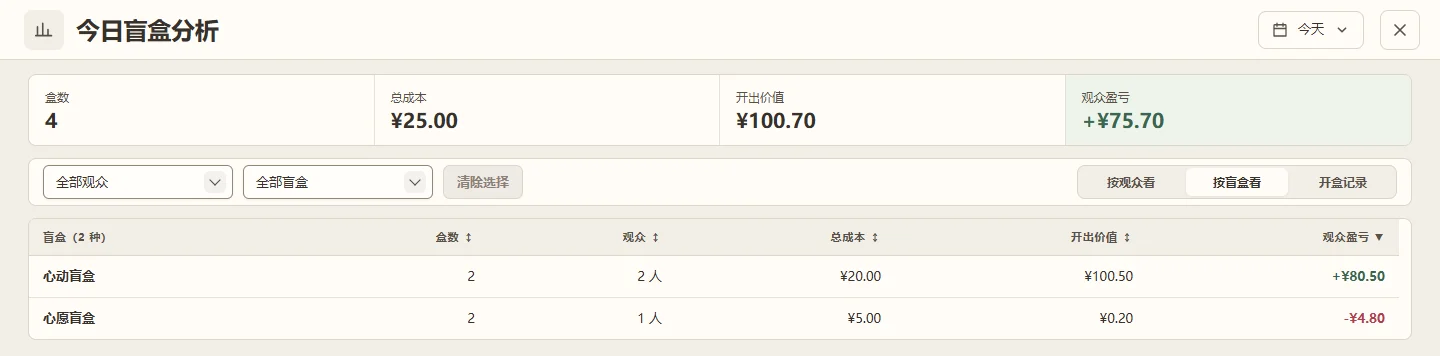 今日盲盒分析
今天
盒数
4
总成本
¥25.00
开出价值
¥100.70
观众盈亏
+¥75.70
全部观众
全部盲盒
清除选择
按观众看
按盲盒看
开盒记录
盲盒（2 种） 盒数 ↕ 观众 ↕ 总成本 ↕ 开出价值 ↕ 观众盈亏 ▼
心动盲盒 2 2 人 ¥20.00 ¥100.50 +¥80.50
心愿盲盒 2 1 人 ¥5.00 ¥0.20 -¥4.80